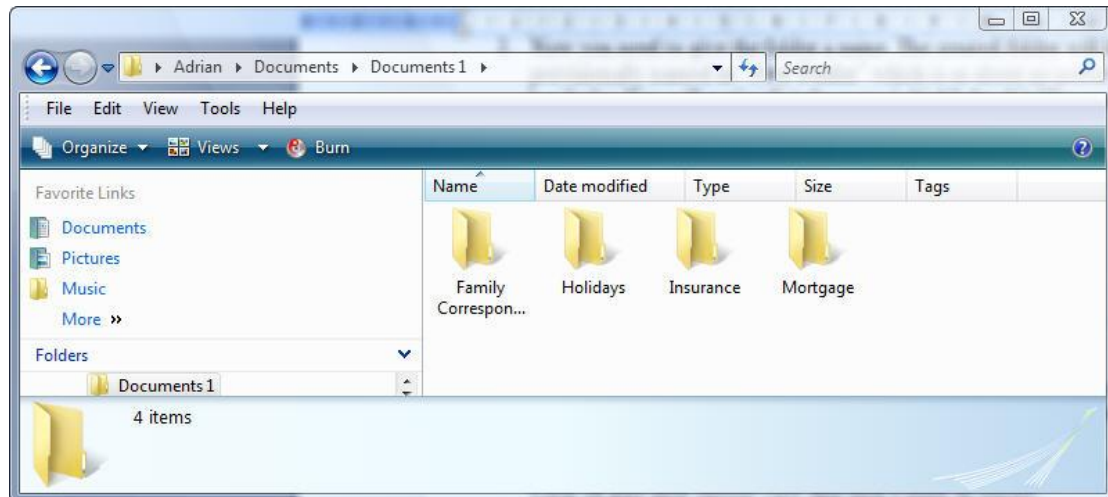 Adrian Documents Documents 1 Search
File Edit View Tools Help
Organize Views Burn
Favorite Links
Documents
Pictures
Music
More »
Folders
Documents 1
Name Date modified Type Size Tags
Family Correspon... Holidays Insurance Mortgage
4 items